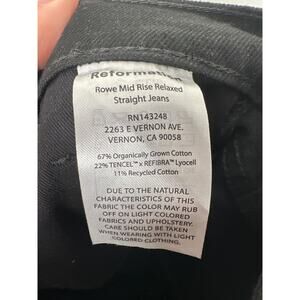 Reformation
Rowe Mid Rise Relaxed
Straight Jeans
RN143248
2263 E VERNON AVE.
VERNON, CA 90058
67% Organically Grown Cotton
22% TENCEL™ x REFIBRA™ Lyocell
11% Recycled Cotton
DUE TO THE NATURAL
CHARACTERISTICS OF THIS
FABRIC THE COLOR MAY RUB
OFF ON LIGHT COLORED
FABRICS AND UPHOLSTERY.
CARE SHOULD BE TAKEN
WHEN WEARING WITH LIGHT
COLORED CLOTHING.